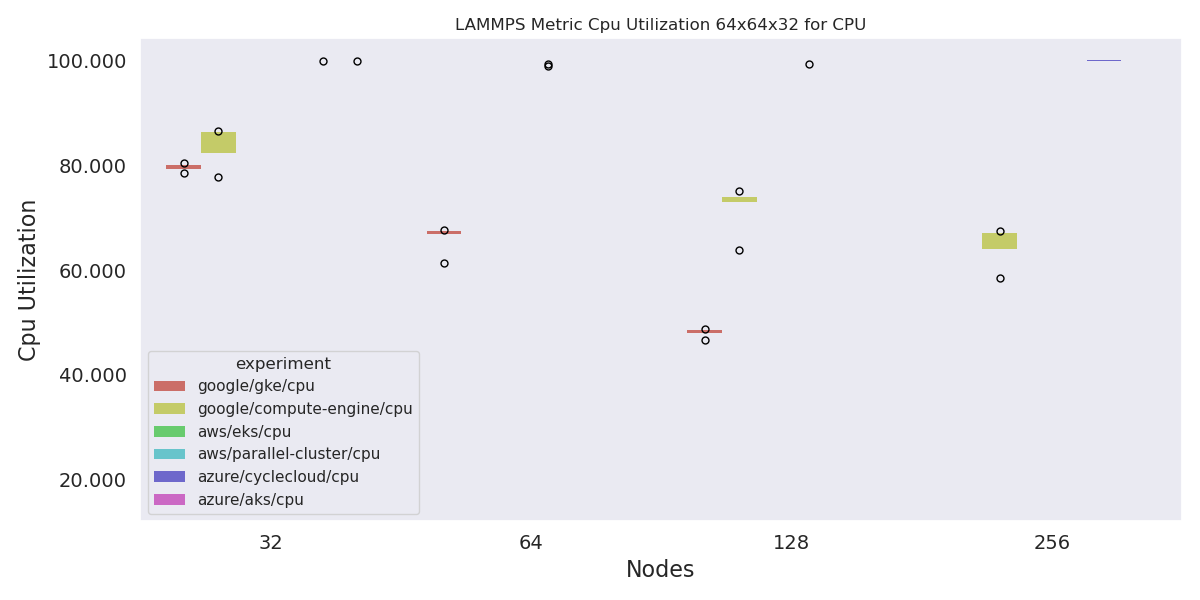 LAMMPS Metric Cpu Utilization 64x64x32 for CPU
100.000
80.000
60.000
40.000
20.000
Cpu Utilization
experiment
google/gke/cpu
google/compute-engine/cpu
aws/eks/cpu
aws/parallel-cluster/cpu
azure/cyclecloud/cpu
azure/aks/cpu
32
64
128
256
Nodes